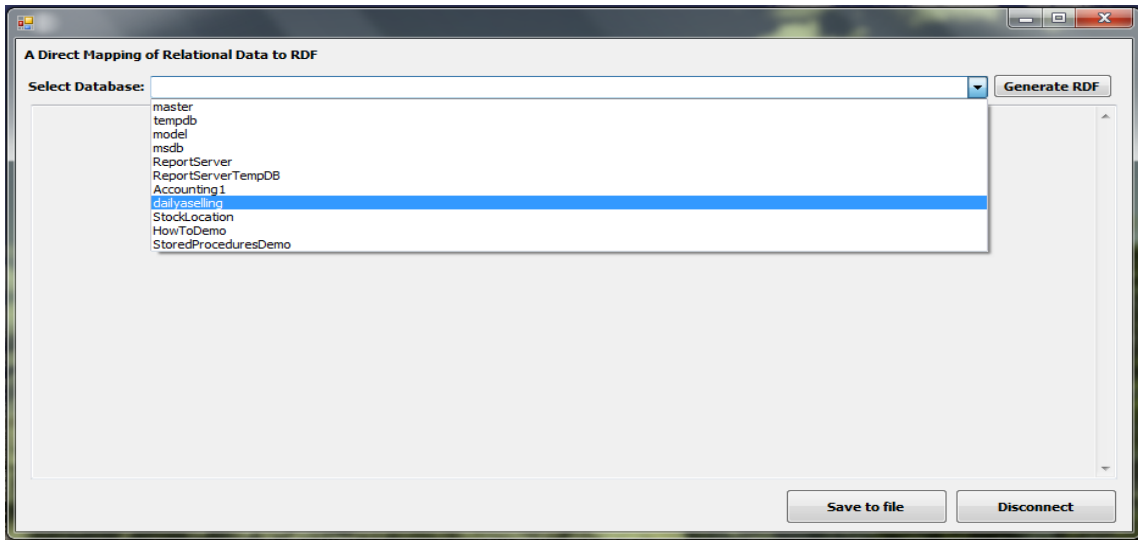 A Direct Mapping of Relational Data to RDF
Select Database:
Generate RDF
master
tempdb
model
msdb
ReportServer
ReportServerTempDB
Accounting1
dailyaselling
StockLocation
HowToDemo
StoredProceduresDemo
Save to file
Disconnect